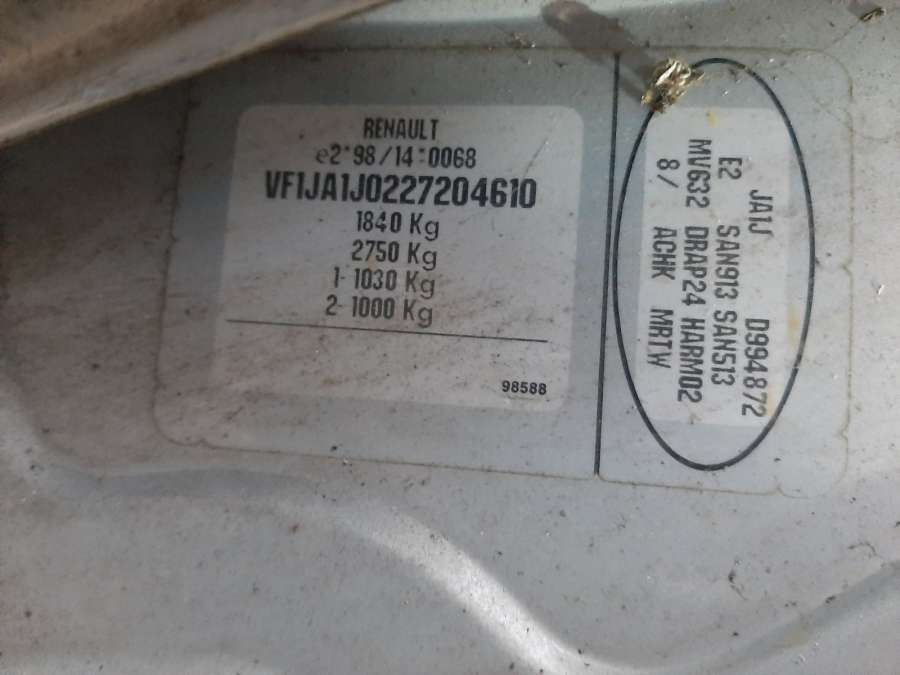 RENAULT
e2*98/14*0068
VF1JA1J0227204610
1840 Kg
2750 Kg
1- 1030 Kg
2- 1000 Kg
98588
JA1J D994872
E2 SAN913 SAN513
MV632 DRAP24 HARM02
8/ ACHK MRTW